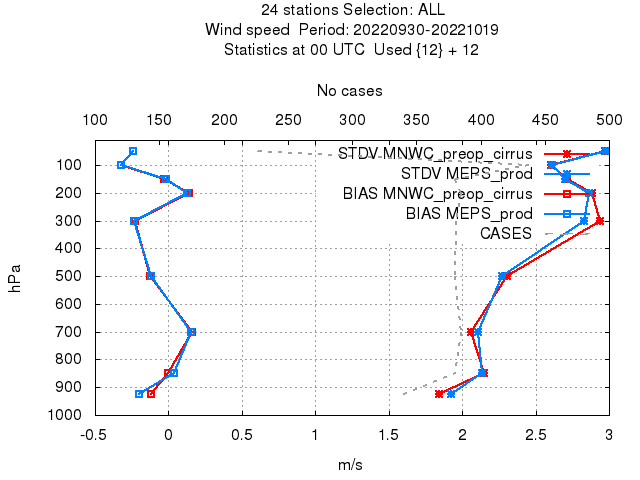 24 stations Selection: ALL
Wind speed  Period: 20220930-20221019
Statistics at 00 UTC  Used {12} + 12
No cases
100 150 200 250 300 350 400 450 500
STDV MNWC_preop_cirrus
STDV MEPS_prod
BIAS MNWC_preop_cirrus
BIAS MEPS_prod
CASES
100
200
300
400
500
600
700
800
900
1000
hPa
-0.5 0 0.5 1 1.5 2 2.5 3
m/s